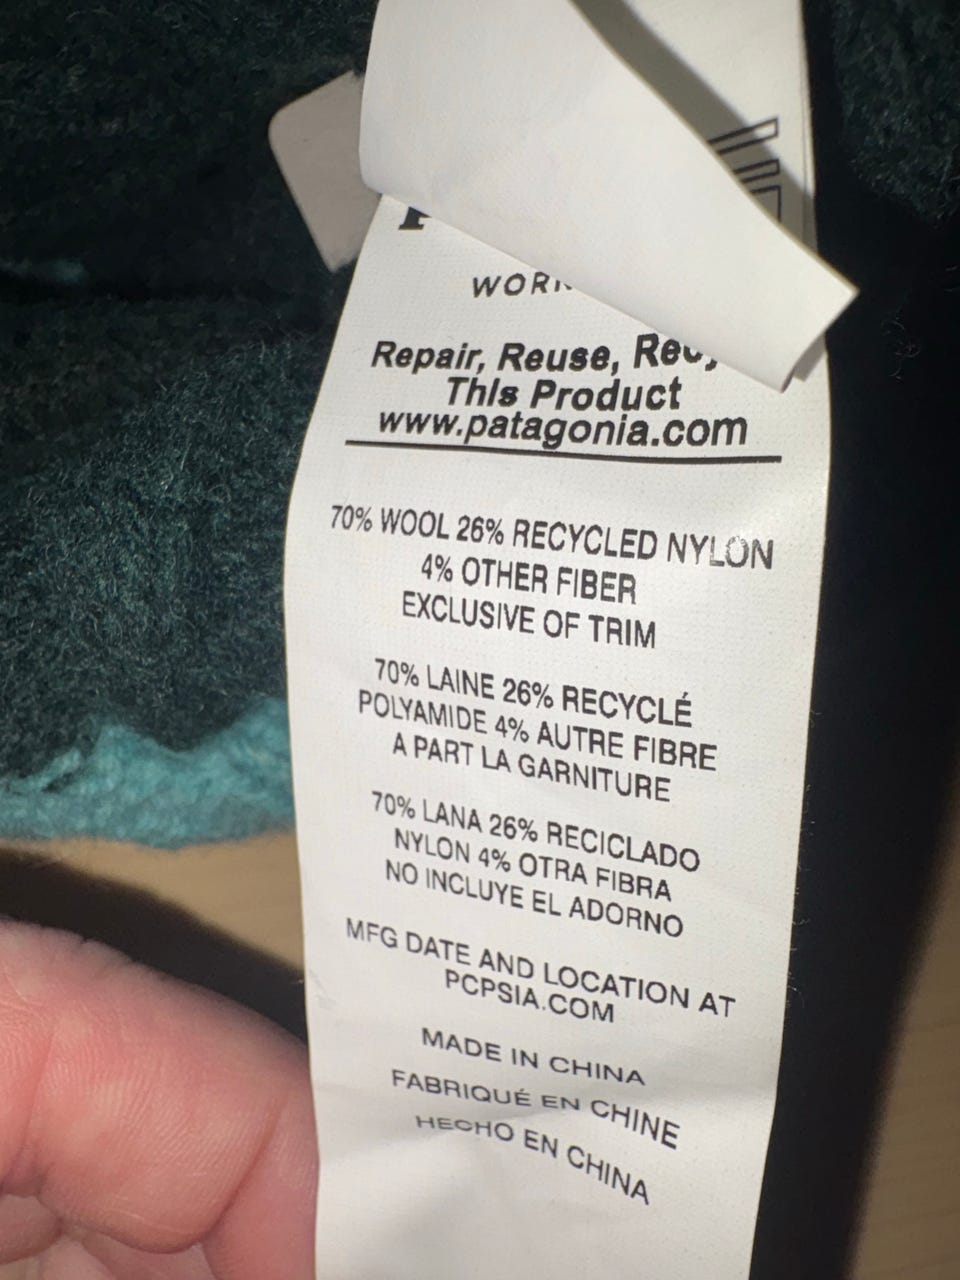 Repair, Reuse,
This Product
www.patagonia.com
70% WOOL 26% RECYCLED NYLON
4% OTHER FIBER
EXCLUSIVE OF TRIM
70% LAINE 26% RECYCLÉ
POLYAMIDE 4% AUTRE FIBRE
A PART LA GARNITURE
70% LANA 26% RECICLADO
NYLON 4% OTRA FIBRA
NO INCLUYE EL ADORNO
MFG DATE AND LOCATION AT
PCPSIA.COM
MADE IN CHINA
FABRIQUÉ EN CHINE
HECHO EN CHINA